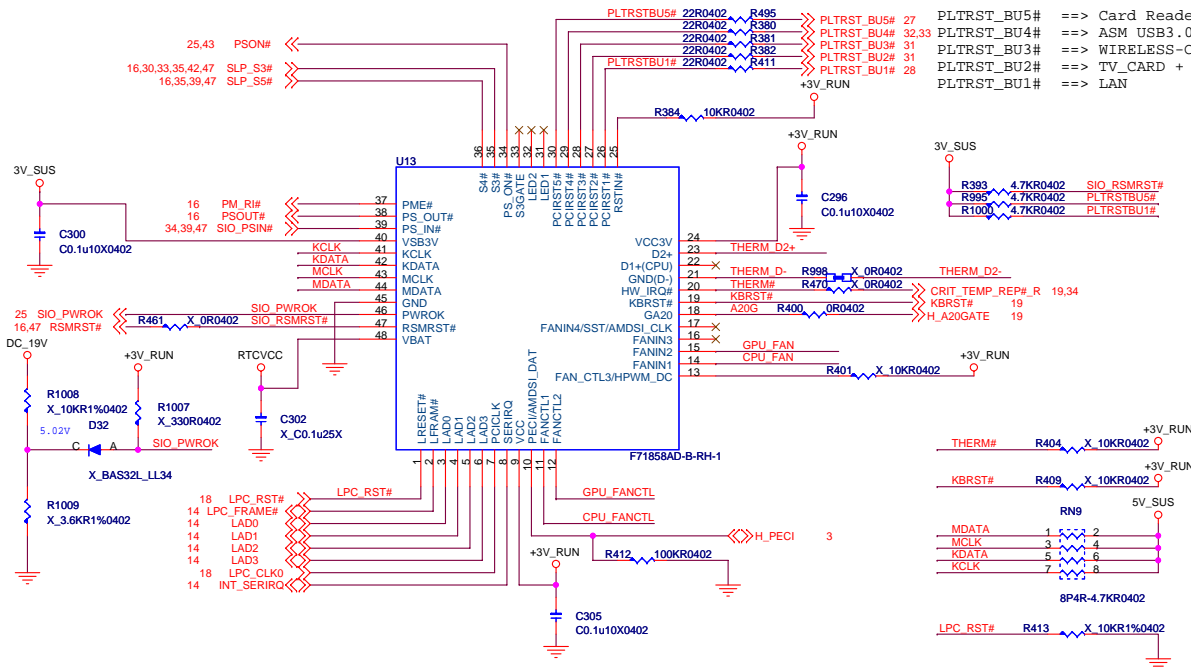 PLTRSTBU5# 22R0402 R495 PLTRST_BU5# 27 PLTRST_BU5# ==> Card Reade
22R0402 R380 PLTRST_BU4# 32,33 PLTRST_BU4# ==> ASM USB3.0
22R0402 R381 PLTRST_BU3# 31 PLTRST_BU3# ==> WIRELESS-C
22R0402 R382 PLTRST_BU2# 31 PLTRST_BU2# ==> TV_CARD +
PLTRSTBU1# 22R0402 R411 PLTRST_BU1# 28 PLTRST_BU1# ==> LAN
25,43 PSON#
16,30,33,35,42,47 SLP_S3#
16,35,39,47 SLP_S5#
+3V_RUN
R384 10KR0402
+3V_RUN
C296
C0.1u10X0402
3V_SUS
R393 4.7KR0402 SIO_RSMRST#
R995 4.7KR0402 PLTRSTBU5#
R1000 4.7KR0402 PLTRSTBU1#
36 35 34 33 32 31 30 29 28 27 26 25
U13
S4# S3# PS_ON# S3GATE LED2 LED1 PCIRST5# PCIRST4# PCIRST3# PCIRST2# PCIRST1# RSTIN#
3V_SUS
C300
C0.1u10X0402
16 PM_RI# 37 PME#
16 PSOUT# 38 PS_OUT#
34,39,47 SIO_PSIN# 39 PS_IN#
40 VSB3V
KCLK 41 KCLK
KDATA 42 KDATA
MCLK 43 MCLK
MDATA 44 MDATA
45 GND
25 SIO_PWROK SIO_PWROK 46 PWROK
16,47 RSMRST# R461 X_0R0402 SIO_RSMRST# 47 RSMRST#
48 VBAT
VCC3V 24
D2+ 23 THERM_D2+
D1+(CPU) 22
GND(D-) 21 THERM_D- R998 X_0R0402 THERM_D2-
HW_IRQ# 20 THERM# R470 X_0R0402 CRIT_TEMP_REP#_R 19,34
KBRST# 19 KBRST# KBRST# 19
GA20 18 A20G R400 0R0402 H_A20GATE 19
FANIN4/SST/AMDSI_CLK 17
FANIN3 16
FANIN2 15 GPU_FAN
FANIN1 14 CPU_FAN
FAN_CTL3/HPWM_DC 13 R401 X_10KR0402 +3V_RUN
DC_19V
+3V_RUN
RTCVCC
R1008
X_10KR1%0402
R1007
X_330R0402
5.02V D32
C A SIO_PWROK
X_BAS32L_LL34
R1009
X_3.6KR1%0402
C302
X_C0.1u25X
LRESET# LFRAM# LAD0 LAD1 LAD2 LAD3 PCICLK SERIRQ VCC PECI/AMDSI_DAT FANCTL1 FANCTL2
F71858AD-B-RH-1
1 2 3 4 5 6 7 8 9 10 11 12
18 LPC_RST# LPC_RST#
14 LPC_FRAME#
14 LAD0
14 LAD1
14 LAD2
14 LAD3
18 LPC_CLK0
14 INT_SERIRQ
GPU_FANCTL
CPU_FANCTL
H_PECI 3
+3V_RUN
R412 100KR0402
C305
C0.1u10X0402
THERM# R404 X_10KR0402 +3V_RUN
KBRST# R409 X_10KR0402 +3V_RUN
RN9 5V_SUS
MDATA 1 2
MCLK 3 4
KDATA 5 6
KCLK 7 8
8P4R-4.7KR0402
LPC_RST# R413 X_10KR1%0402